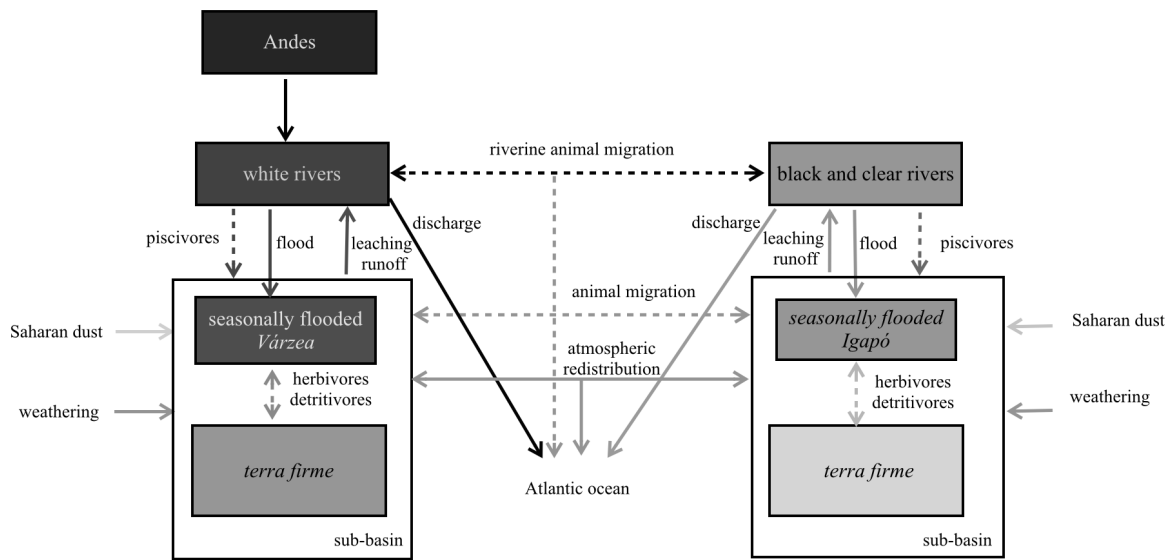 Andes
white rivers
riverine animal migration
black and clear rivers
piscivores
flood
leaching
runoff
discharge
discharge
leaching
runoff
flood
piscivores
seasonally flooded
Várzea
animal migration
seasonally flooded
Igapó
Saharan dust
Saharan dust
atmospheric
redistribution
herbivores
detritivores
herbivores
detritivores
weathering
weathering
terra firme
Atlantic ocean
terra firme
sub-basin
sub-basin